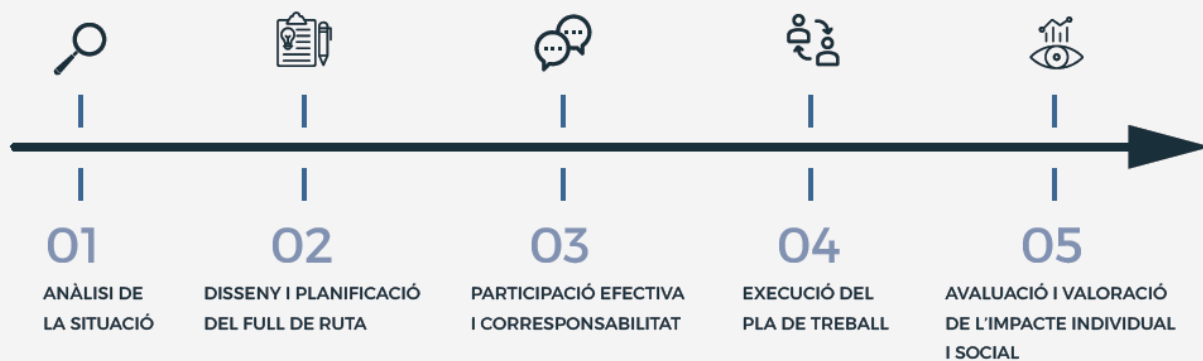 01
ANÀLISI DE
LA SITUACIÓ
02
DISSENY I PLANIFICACIÓ
DEL FULL DE RUTA
03
PARTICIPACIÓ EFECTIVA
I CORRESPONSABILITAT
04
EXECUCIÓ DEL
PLA DE TREBALL
05
AVALUACIÓ I VALORACIÓ
DE L'IMPACTE INDIVIDUAL
I SOCIAL